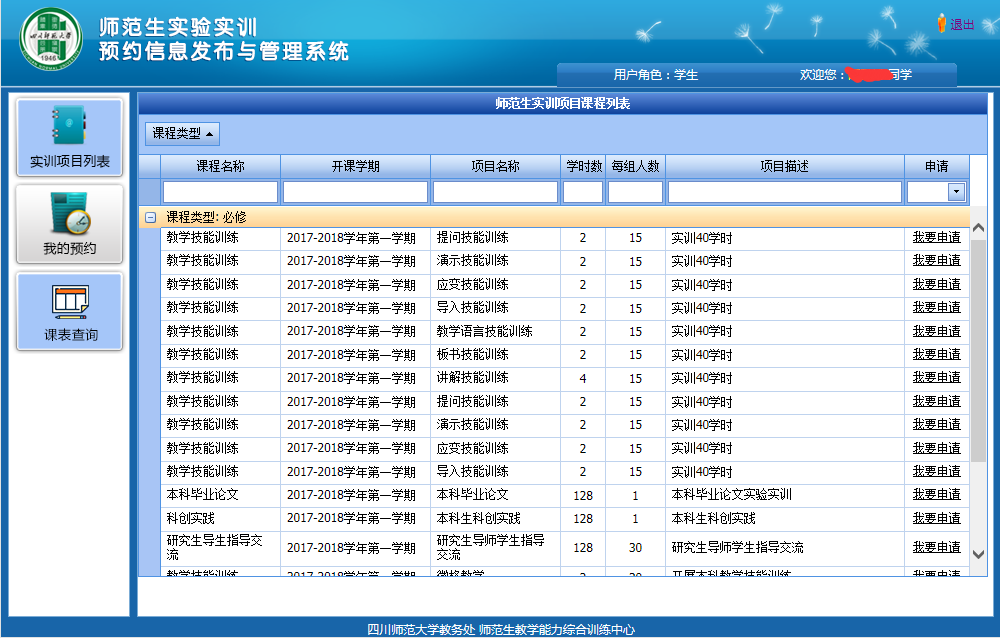 四川师范大学
1946
师范生实验实训
预约信息发布与管理系统
退出
用户角色：学生 欢迎您： 同学
师范生实训项目课程列表
实训项目列表
我的预约
课表查询
课程类型
课程名称 开课学期 项目名称 学时数 每组人数 项目描述 申请
课程类型: 必修
教学技能训练 2017-2018学年第一学期 提问技能训练 2 15 实训40学时 我要申请
教学技能训练 2017-2018学年第一学期 演示技能训练 2 15 实训40学时 我要申请
教学技能训练 2017-2018学年第一学期 应变技能训练 2 15 实训40学时 我要申请
教学技能训练 2017-2018学年第一学期 导入技能训练 2 15 实训40学时 我要申请
教学技能训练 2017-2018学年第一学期 教学语言技能训练 2 15 实训40学时 我要申请
教学技能训练 2017-2018学年第一学期 板书技能训练 2 15 实训40学时 我要申请
教学技能训练 2017-2018学年第一学期 讲解技能训练 4 15 实训40学时 我要申请
教学技能训练 2017-2018学年第一学期 提问技能训练 2 15 实训40学时 我要申请
教学技能训练 2017-2018学年第一学期 演示技能训练 2 15 实训40学时 我要申请
教学技能训练 2017-2018学年第一学期 应变技能训练 2 15 实训40学时 我要申请
教学技能训练 2017-2018学年第一学期 导入技能训练 2 15 实训40学时 我要申请
本科毕业论文 2017-2018学年第一学期 本科毕业论文 128 1 本科毕业论文实验实训 我要申请
科创实践 2017-2018学年第一学期 本科生科创实践 128 1 本科生科创实践 我要申请
研究生导生指导交流 2017-2018学年第一学期 研究生导师学生指导交流 128 30 研究生导师学生指导交流 我要申请
教学技能训练 2017-2018学年第一学期 微格教学 开展本科教学技能训练 我要申请
四川师范大学教务处 师范生教学能力综合训练中心